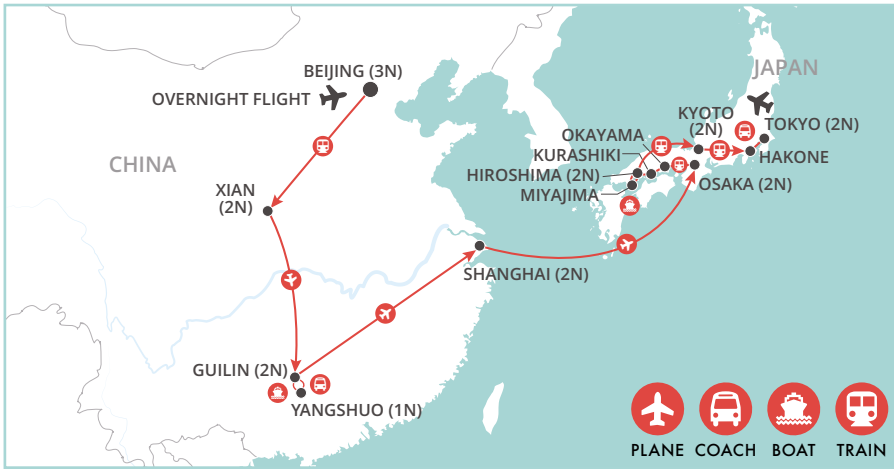 BEIJING (3N)
OVERNIGHT FLIGHT
CHINA
XIAN
(2N)
GUILIN (2N)
YANGSHUO (1N)
SHANGHAI (2N)
JAPAN
KYOTO
(2N)
TOKYO (2N)
OKAYAMA
KURASHIKI
HIROSHIMA (2N)
MIYAJIMA
HAKONE
OSAKA (2N)
PLANE
COACH
BOAT
TRAIN